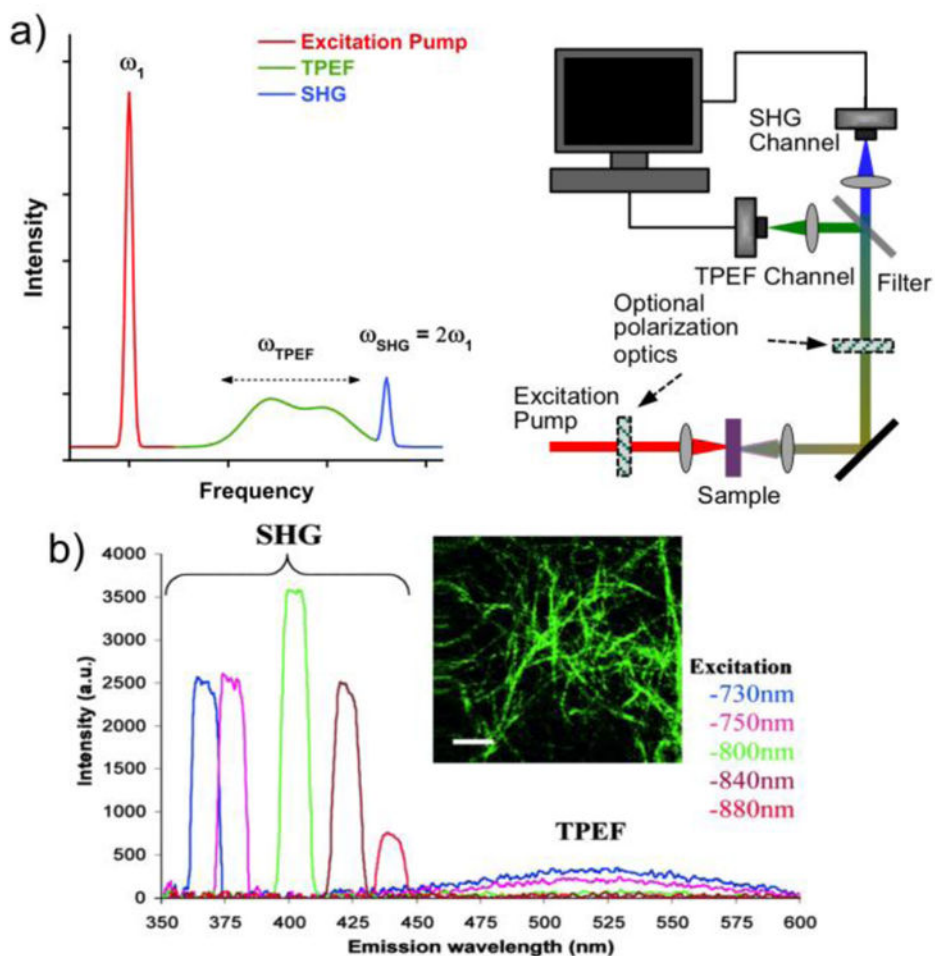 a)
Excitation Pump
TPEF
SHG
ω1
ωTPEF
ωSHG = 2ω1
Intensity
Frequency
SHG
Channel
TPEF Channel
Filter
Optional
polarization
optics
Excitation
Pump
Sample
b)
SHG
4000
3500
3000
2500
2000
1500
1000
500
0
Intensity (a.u.)
Excitation
-730nm
-750nm
-800nm
-840nm
-880nm
TPEF
350 375 400 425 450 475 500 525 550 575 600
Emission wavelength (nm)